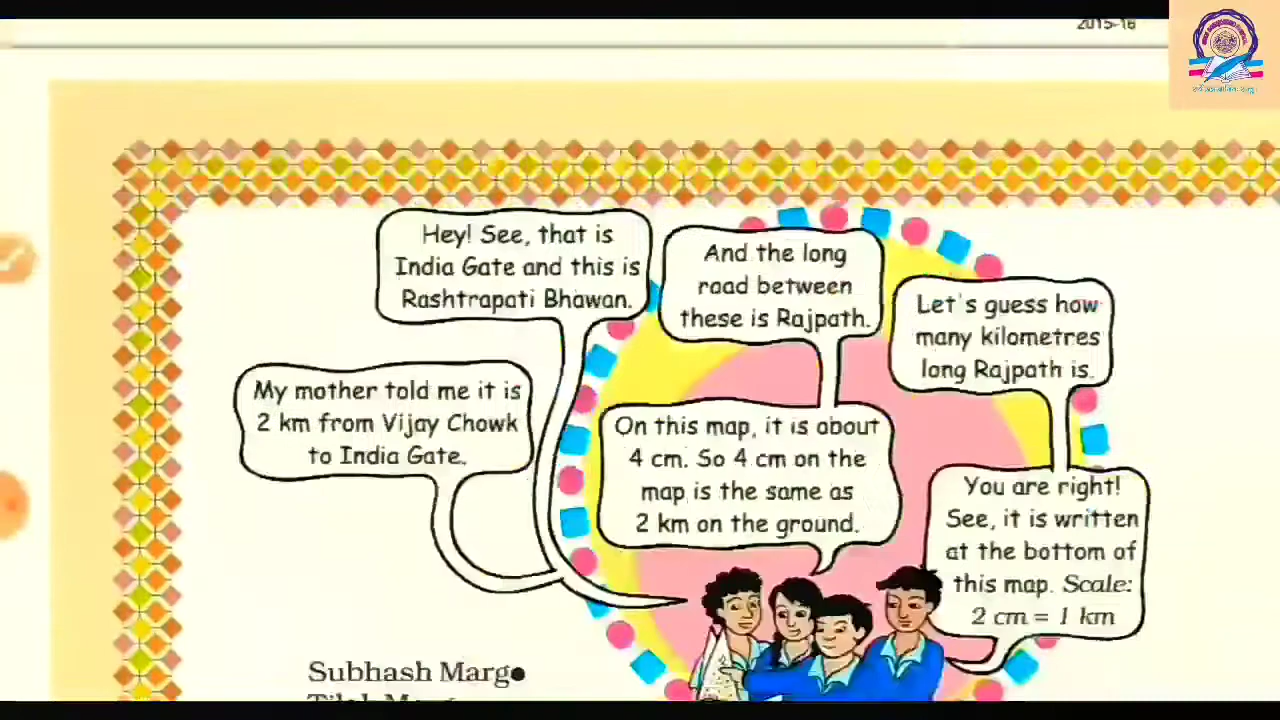 2015-16
Hey! See, that is
India Gate and this is
Rashtrapati Bhawan.
And the long
road between
these is Rajpath.
Let's guess how
many kilometres
long Rajpath is.
My mother told me it is
2 km from Vijay Chowk
to India Gate.
On this map, it is about
4 cm. So 4 cm on the
map is the same as
2 km on the ground.
You are right!
See, it is written
at the bottom of
this map. Scale:
2 cm = 1 km
Subhash Marg